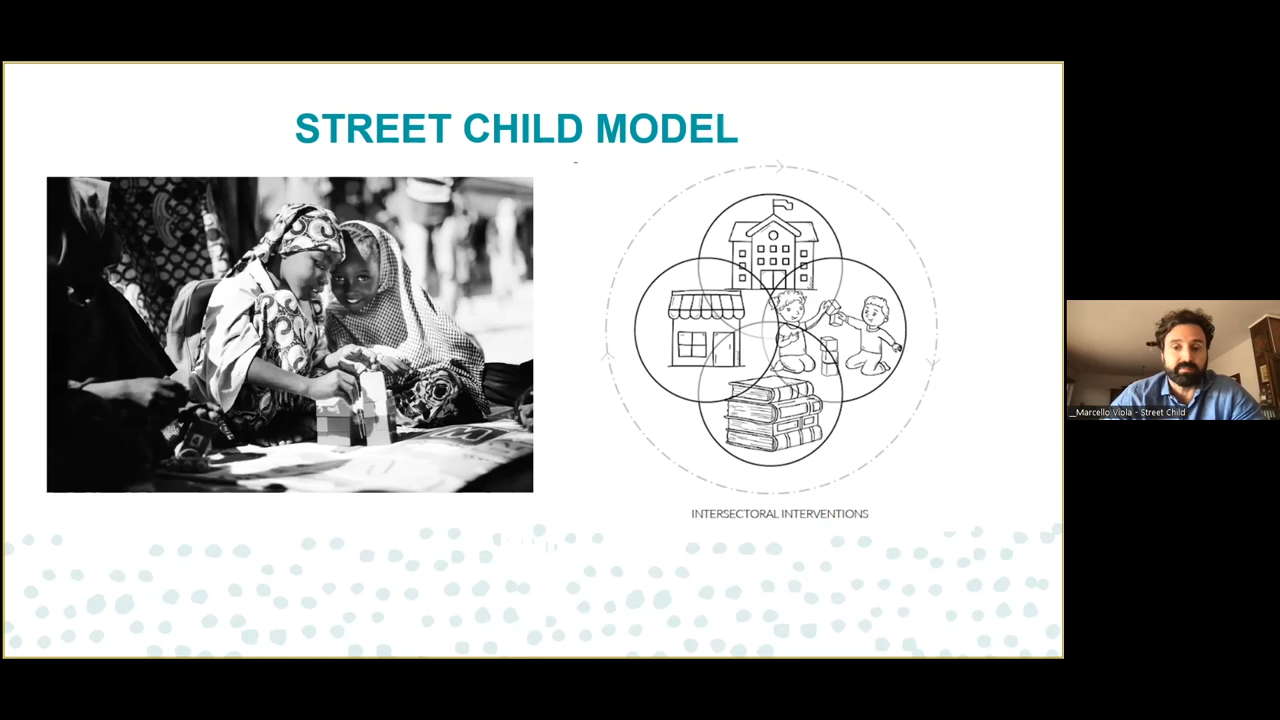 STREET CHILD MODEL
INTERSECTORAL INTERVENTIONS
_Marcello Viola - Street Child